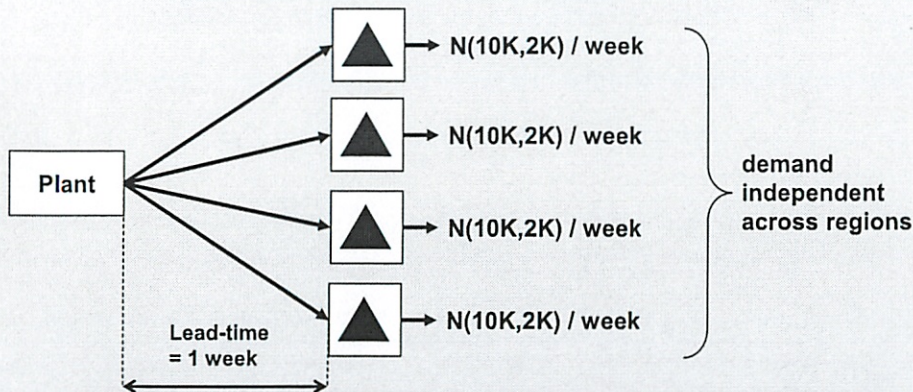 N(10K,2K) / week
N(10K,2K) / week
Plant
N(10K,2K) / week
N(10K,2K) / week
demand
independent
across regions
Lead-time
= 1 week